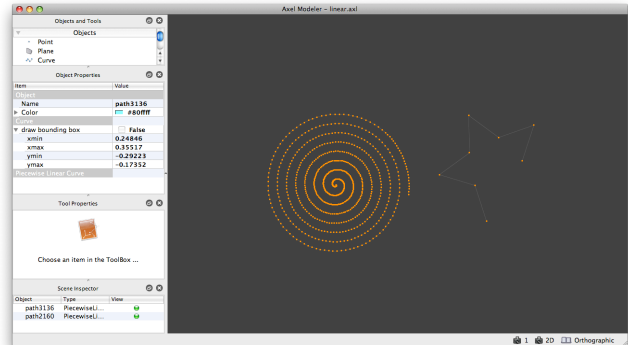 Axel Modeler - linear.axl
Objects and Tools
Objects
Point
Plane
Curve
Object Properties
Item Value
Object
Name path3136
Color #80ffff
Curve
draw bounding box False
xmin 0.24846
xmax 0.35517
ymin -0.29223
ymax -0.17352
Piecewise Linear Curve
Tool Properties
Choose an item in the ToolBox ...
Scene Inspector
Object Type View
path3136 PiecewiseLi...
path2160 PiecewiseLi...
1 2D Orthographic